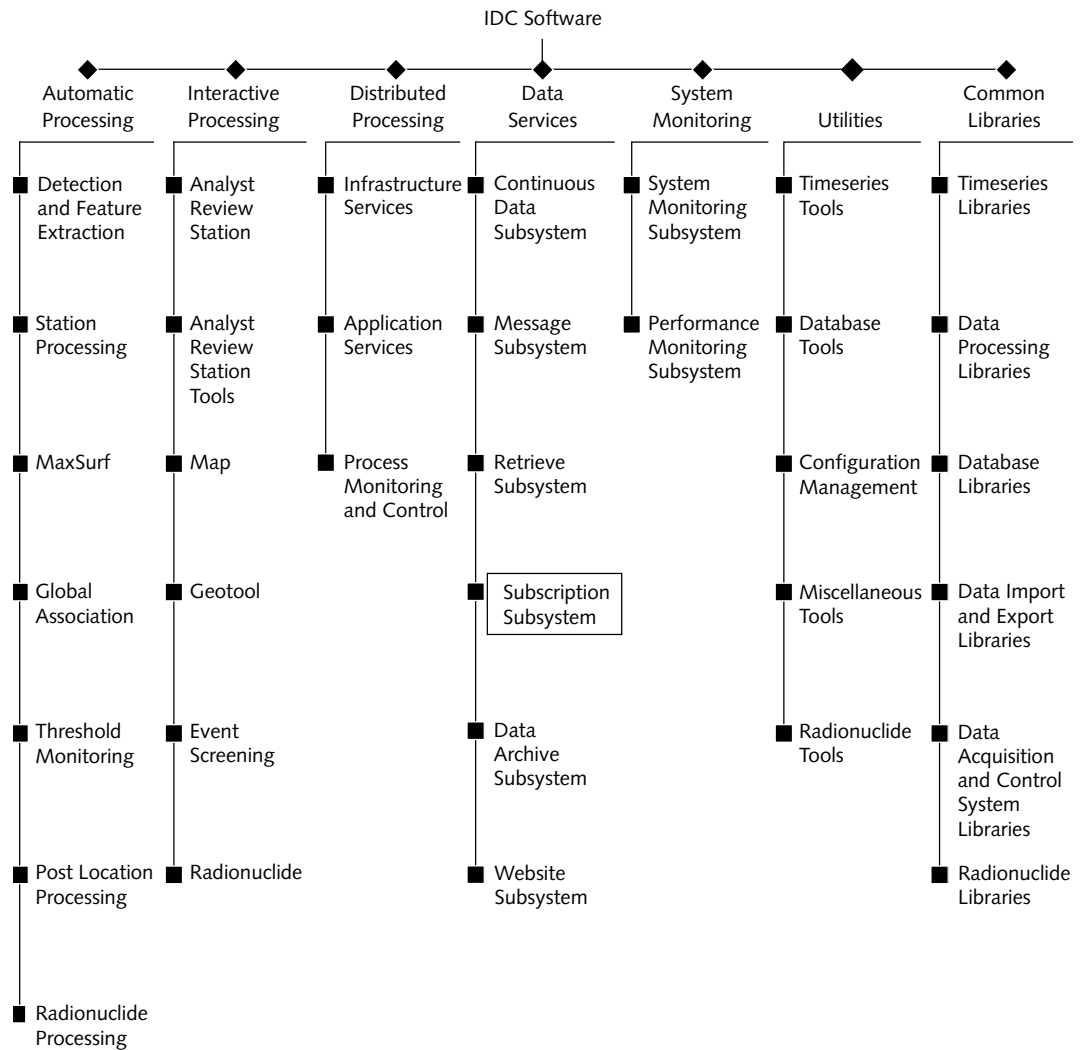 IDC Software
Automatic
Processing
Interactive
Processing
Distributed
Processing
Data
Services
System
Monitoring
Utilities
Common
Libraries
Detection
and Feature
Extraction
Station
Processing
MaxSurf
Global
Association
Threshold
Monitoring
Post Location
Processing
Radionuclide
Processing
Analyst
Review
Station
Analyst
Review
Station
Tools
Map
Geotool
Event
Screening
Radionuclide
Infrastructure
Services
Application
Services
Process
Monitoring
and Control
Continuous
Data
Subsystem
Message
Subsystem
Retrieve
Subsystem
Subscription
Subsystem
Data
Archive
Subsystem
Website
Subsystem
System
Monitoring
Subsystem
Performance
Monitoring
Subsystem
Timeseries
Tools
Database
Tools
Configuration
Management
Miscellaneous
Tools
Radionuclide
Tools
Timeseries
Libraries
Data
Processing
Libraries
Database
Libraries
Data Import
and Export
Libraries
Data
Acquisition
and Control
System
Libraries
Radionuclide
Libraries